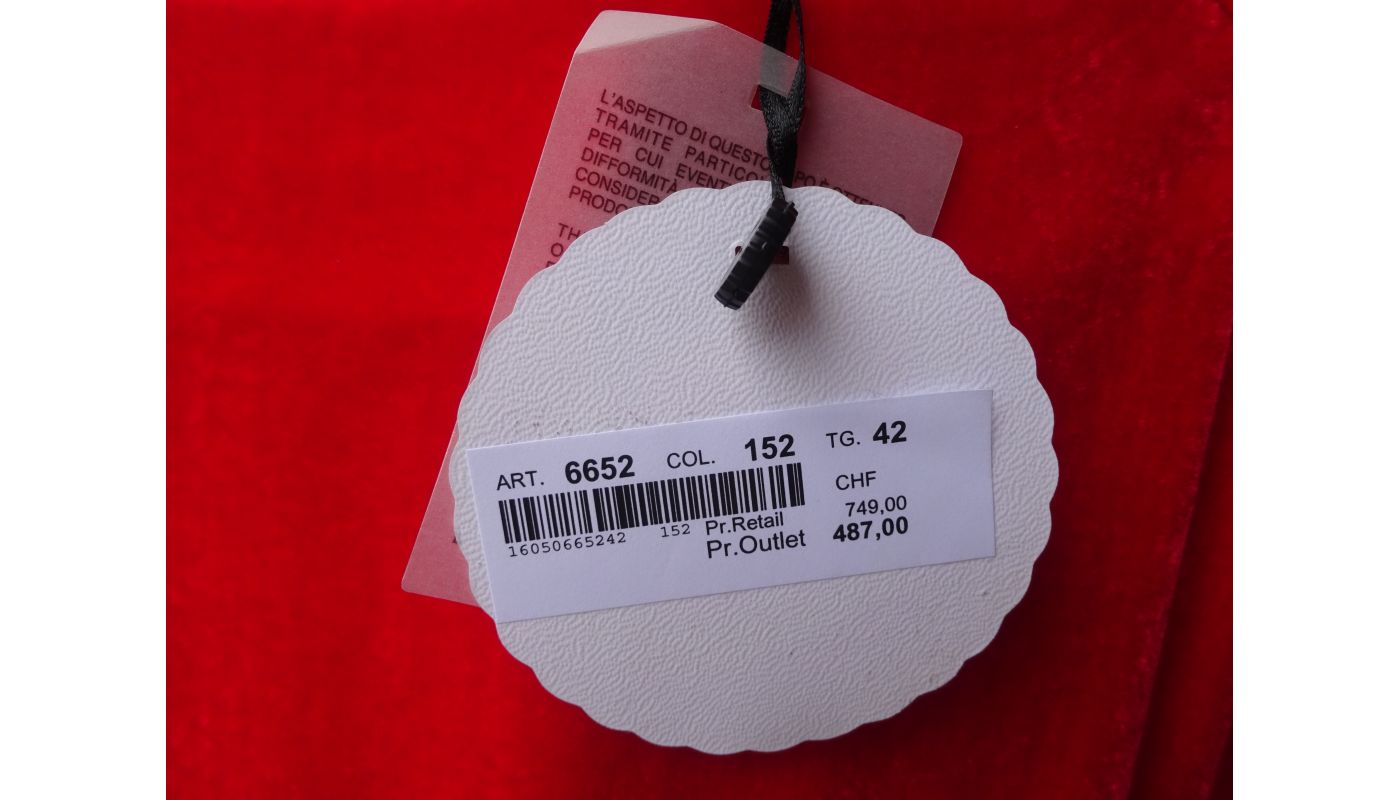 L'ASPETTO DI QUESTO
TRAMITE PARTICO
PER CUI EVENT
DIFFORMITÀ
CONSIDER
PRODO
TH
O
ART. 6652 COL. 152 TG. 42
CHF
16050665242 152 Pr.Retail 749,00
Pr.Outlet 487,00